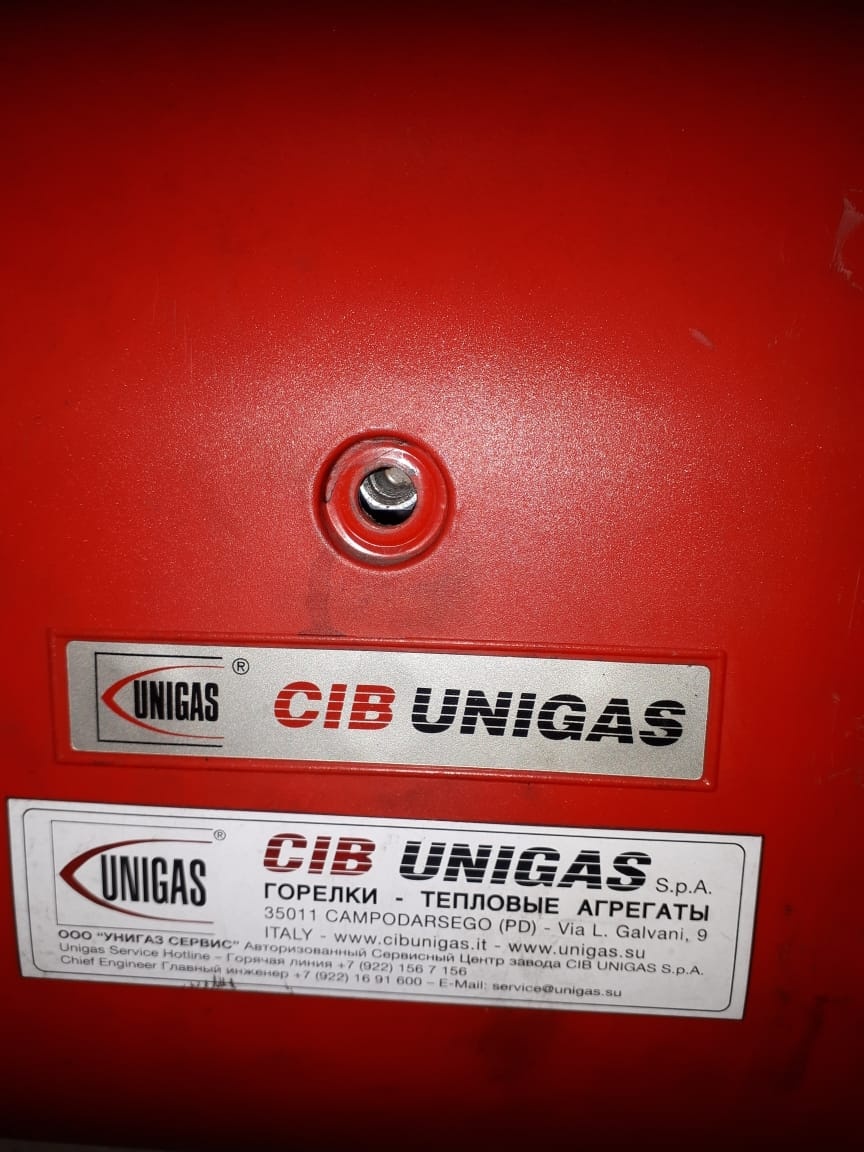 UNIGAS ® CIB UNIGAS
UNIGAS ® CIB UNIGAS S.p.A.
ГОРЕЛКИ - ТЕПЛОВЫЕ АГРЕГАТЫ
35011 CAMPODARSEGO (PD) - Via L. Galvani, 9
ITALY - www.cibunigas.it - www.unigas.su
ООО "УНИГАЗ СЕРВИС" Авторизованный Сервисный Центр завода CIB UNIGAS S.p.A.
Unigas Service Hotline - Горячая линия +7 (922) 156 7 156
Chief Engineer Главный инженер +7 (922) 16 91 600 - E-Mail: service@unigas.su